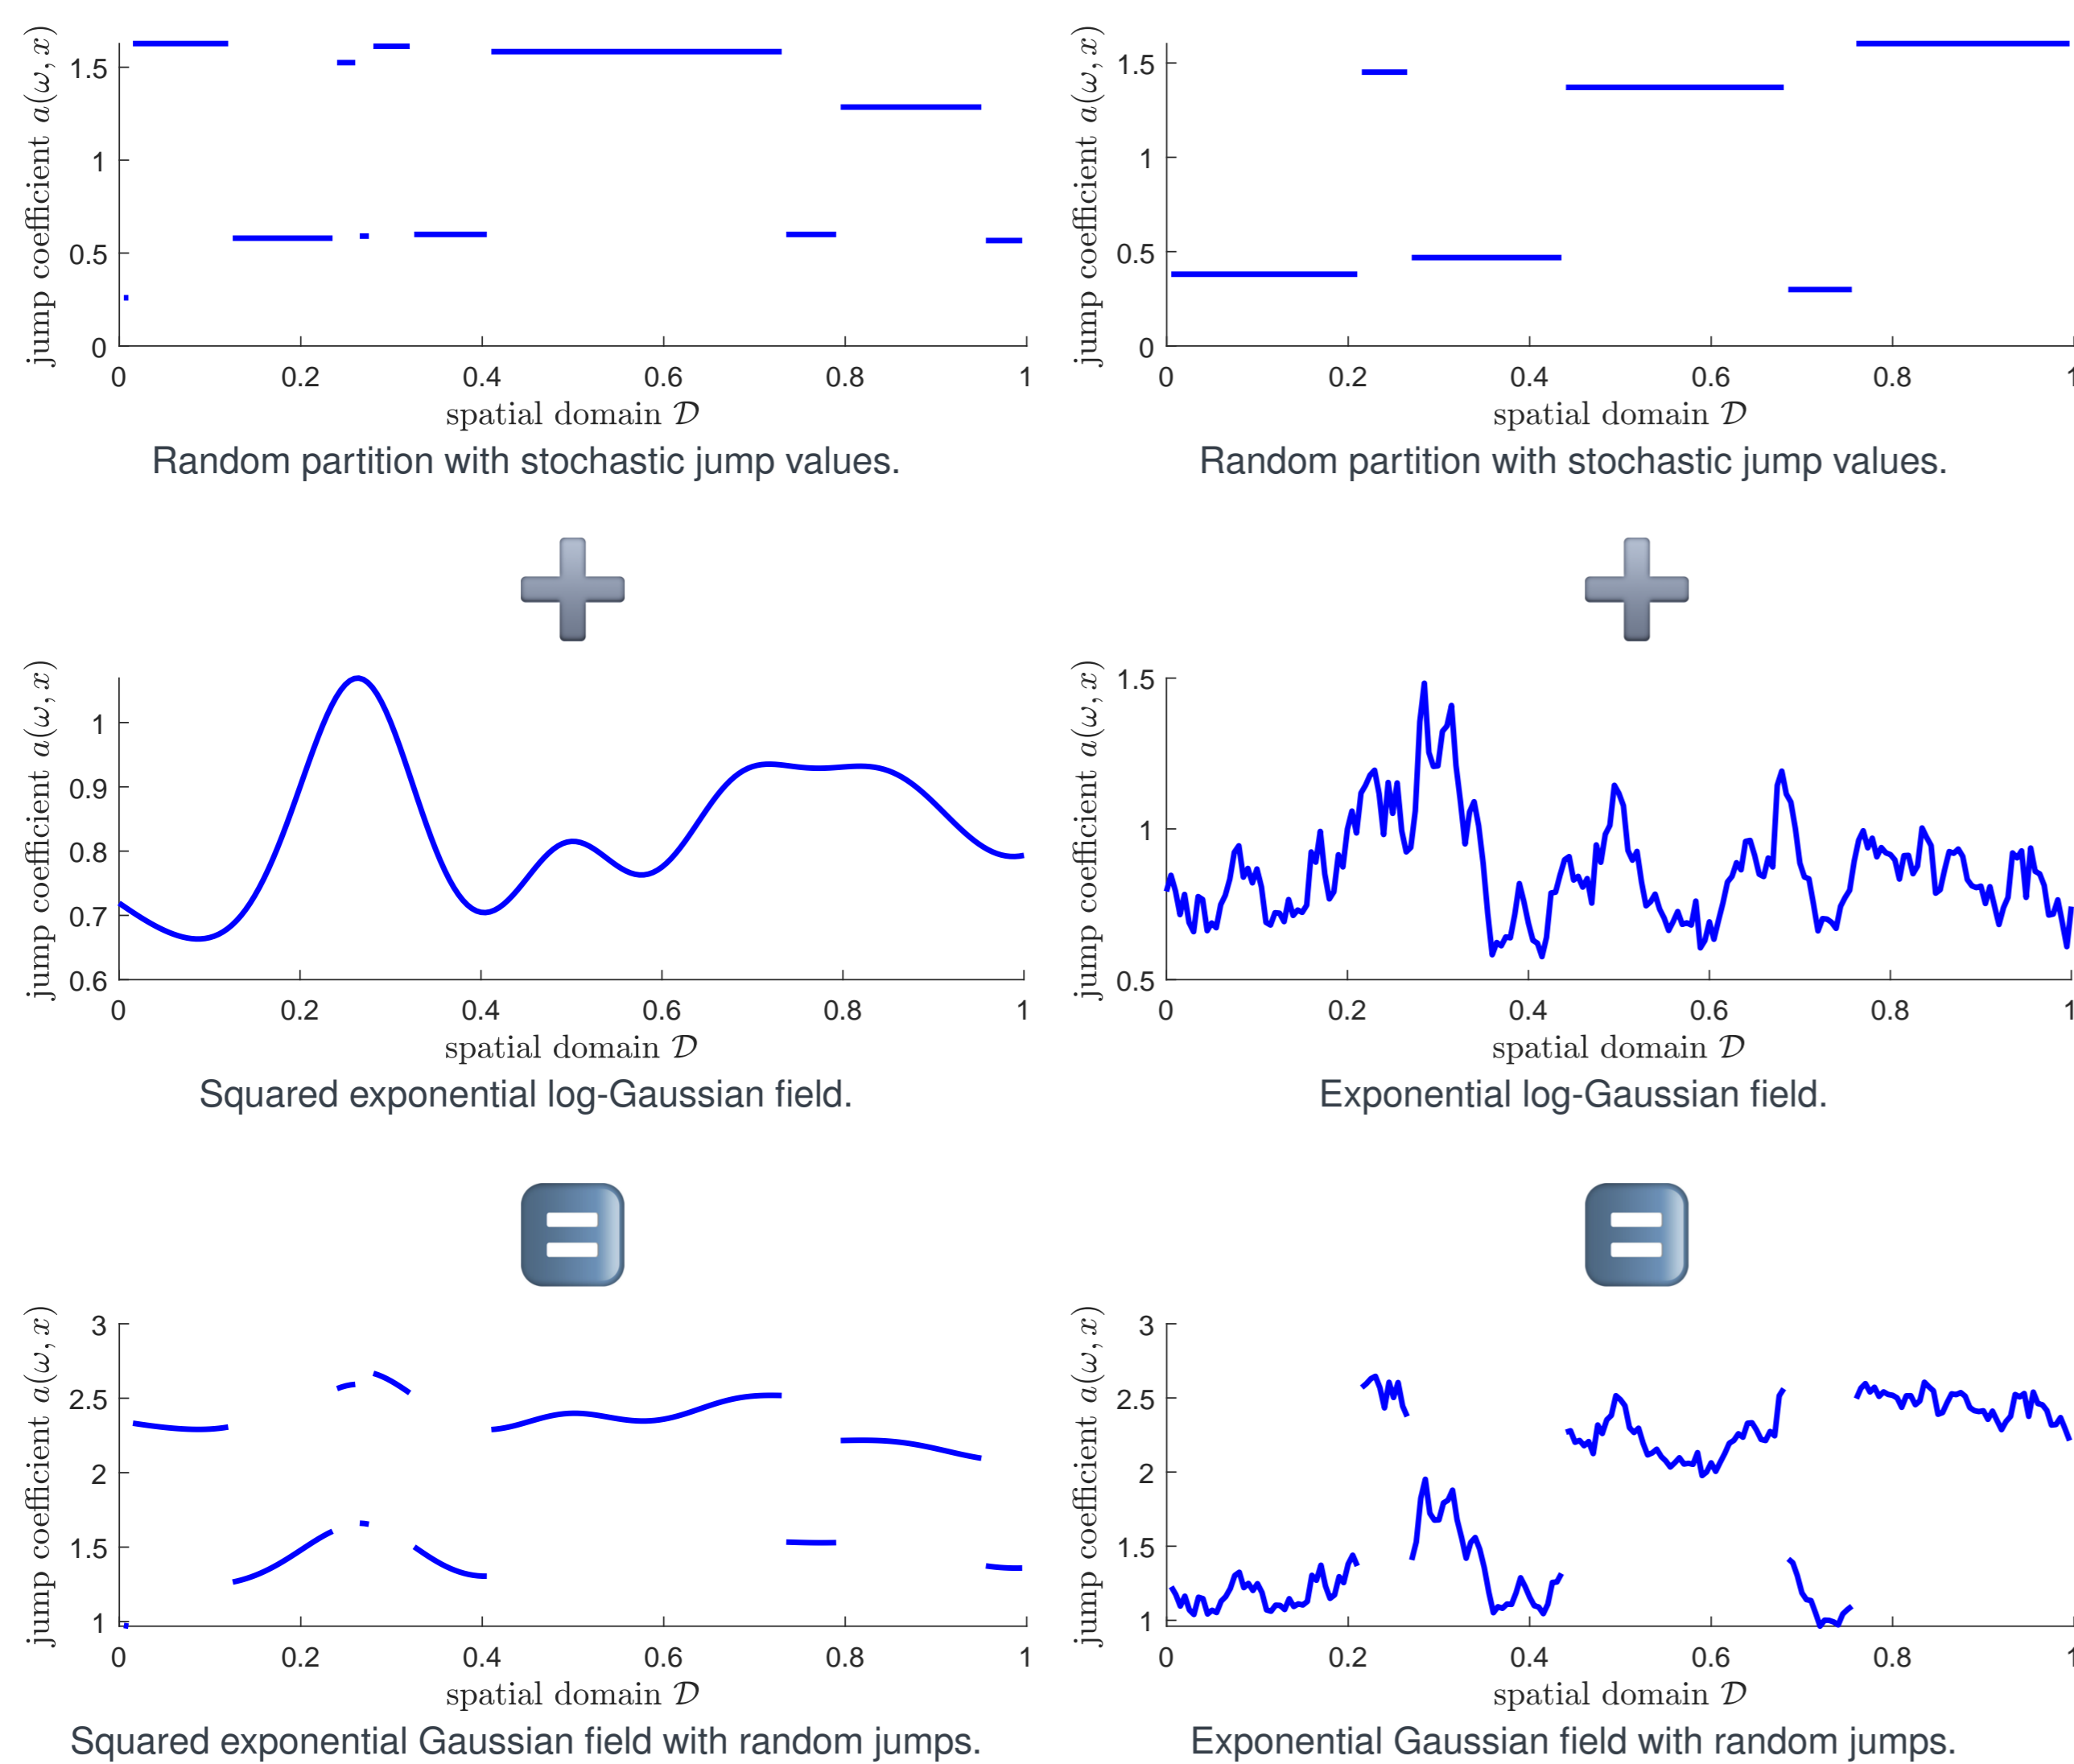 jump coefficient a(ω, x)
1.5
1
0.5
0
0 0.2 0.4 0.6 0.8 1
spatial domain 𝒟
Random partition with stochastic jump values.
jump coefficient a(ω, x)
1.5
1
0.5
0
0 0.2 0.4 0.6 0.8 1
spatial domain 𝒟
Random partition with stochastic jump values.
jump coefficient a(ω, x)
1
0.9
0.8
0.7
0.6
0 0.2 0.4 0.6 0.8 1
spatial domain 𝒟
Squared exponential log-Gaussian field.
jump coefficient a(ω, x)
1.5
1
0.5
0 0.2 0.4 0.6 0.8 1
spatial domain 𝒟
Exponential log-Gaussian field.
jump coefficient a(ω, x)
3
2.5
2
1.5
1
0 0.2 0.4 0.6 0.8 1
spatial domain 𝒟
Squared exponential Gaussian field with random jumps.
jump coefficient a(ω, x)
3
2.5
2
1.5
1
0 0.2 0.4 0.6 0.8 1
spatial domain 𝒟
Exponential Gaussian field with random jumps.